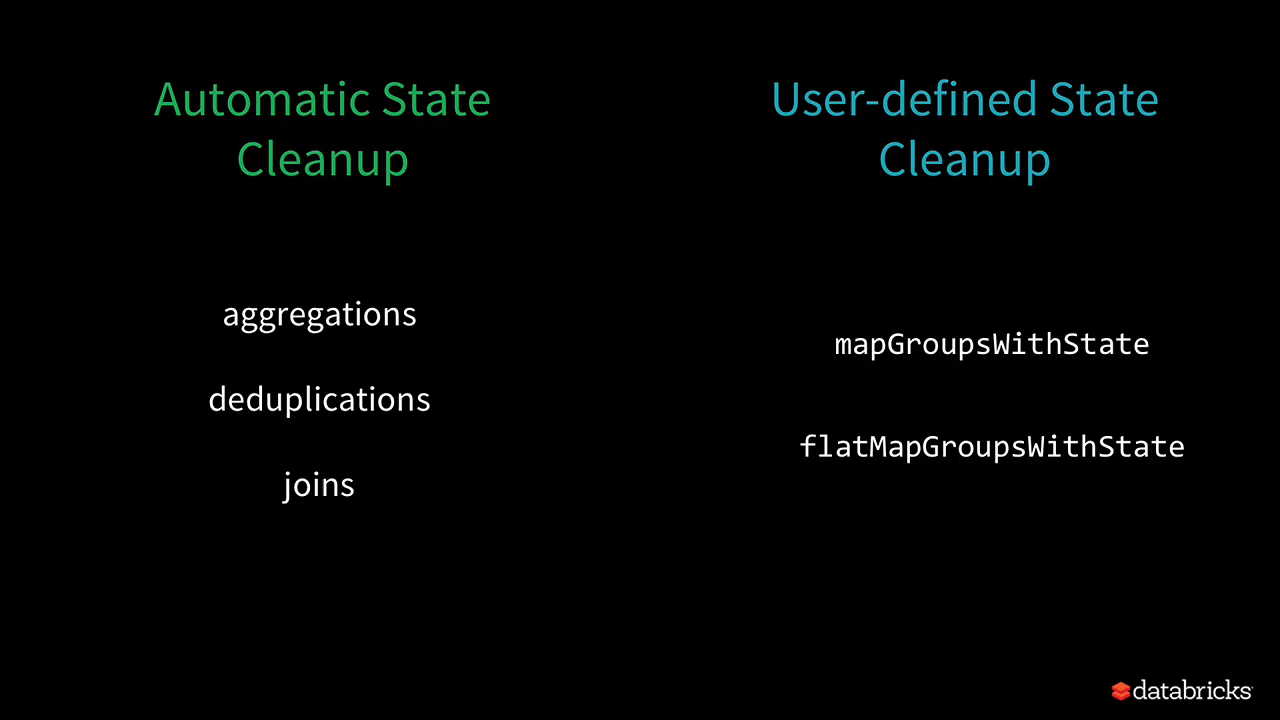 Automatic State
Cleanup
aggregations
deduplications
joins
User-defined State
Cleanup
mapGroupsWithState
flatMapGroupsWithState
databricks